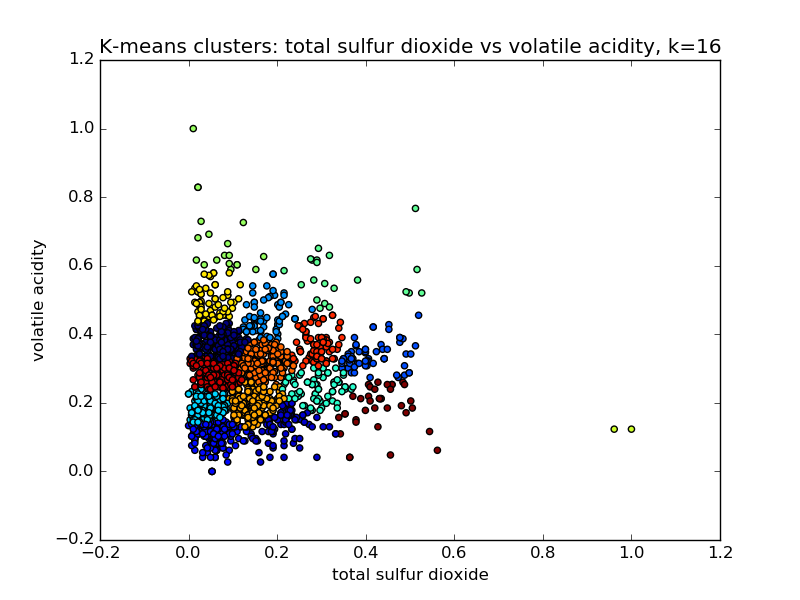 K-means clusters: total sulfur dioxide vs volatile acidity, k=16
1.2
1.0
0.8
0.6
0.4
0.2
0.0
−0.2
volatile acidity
−0.2 0.0 0.2 0.4 0.6 0.8 1.0 1.2
total sulfur dioxide